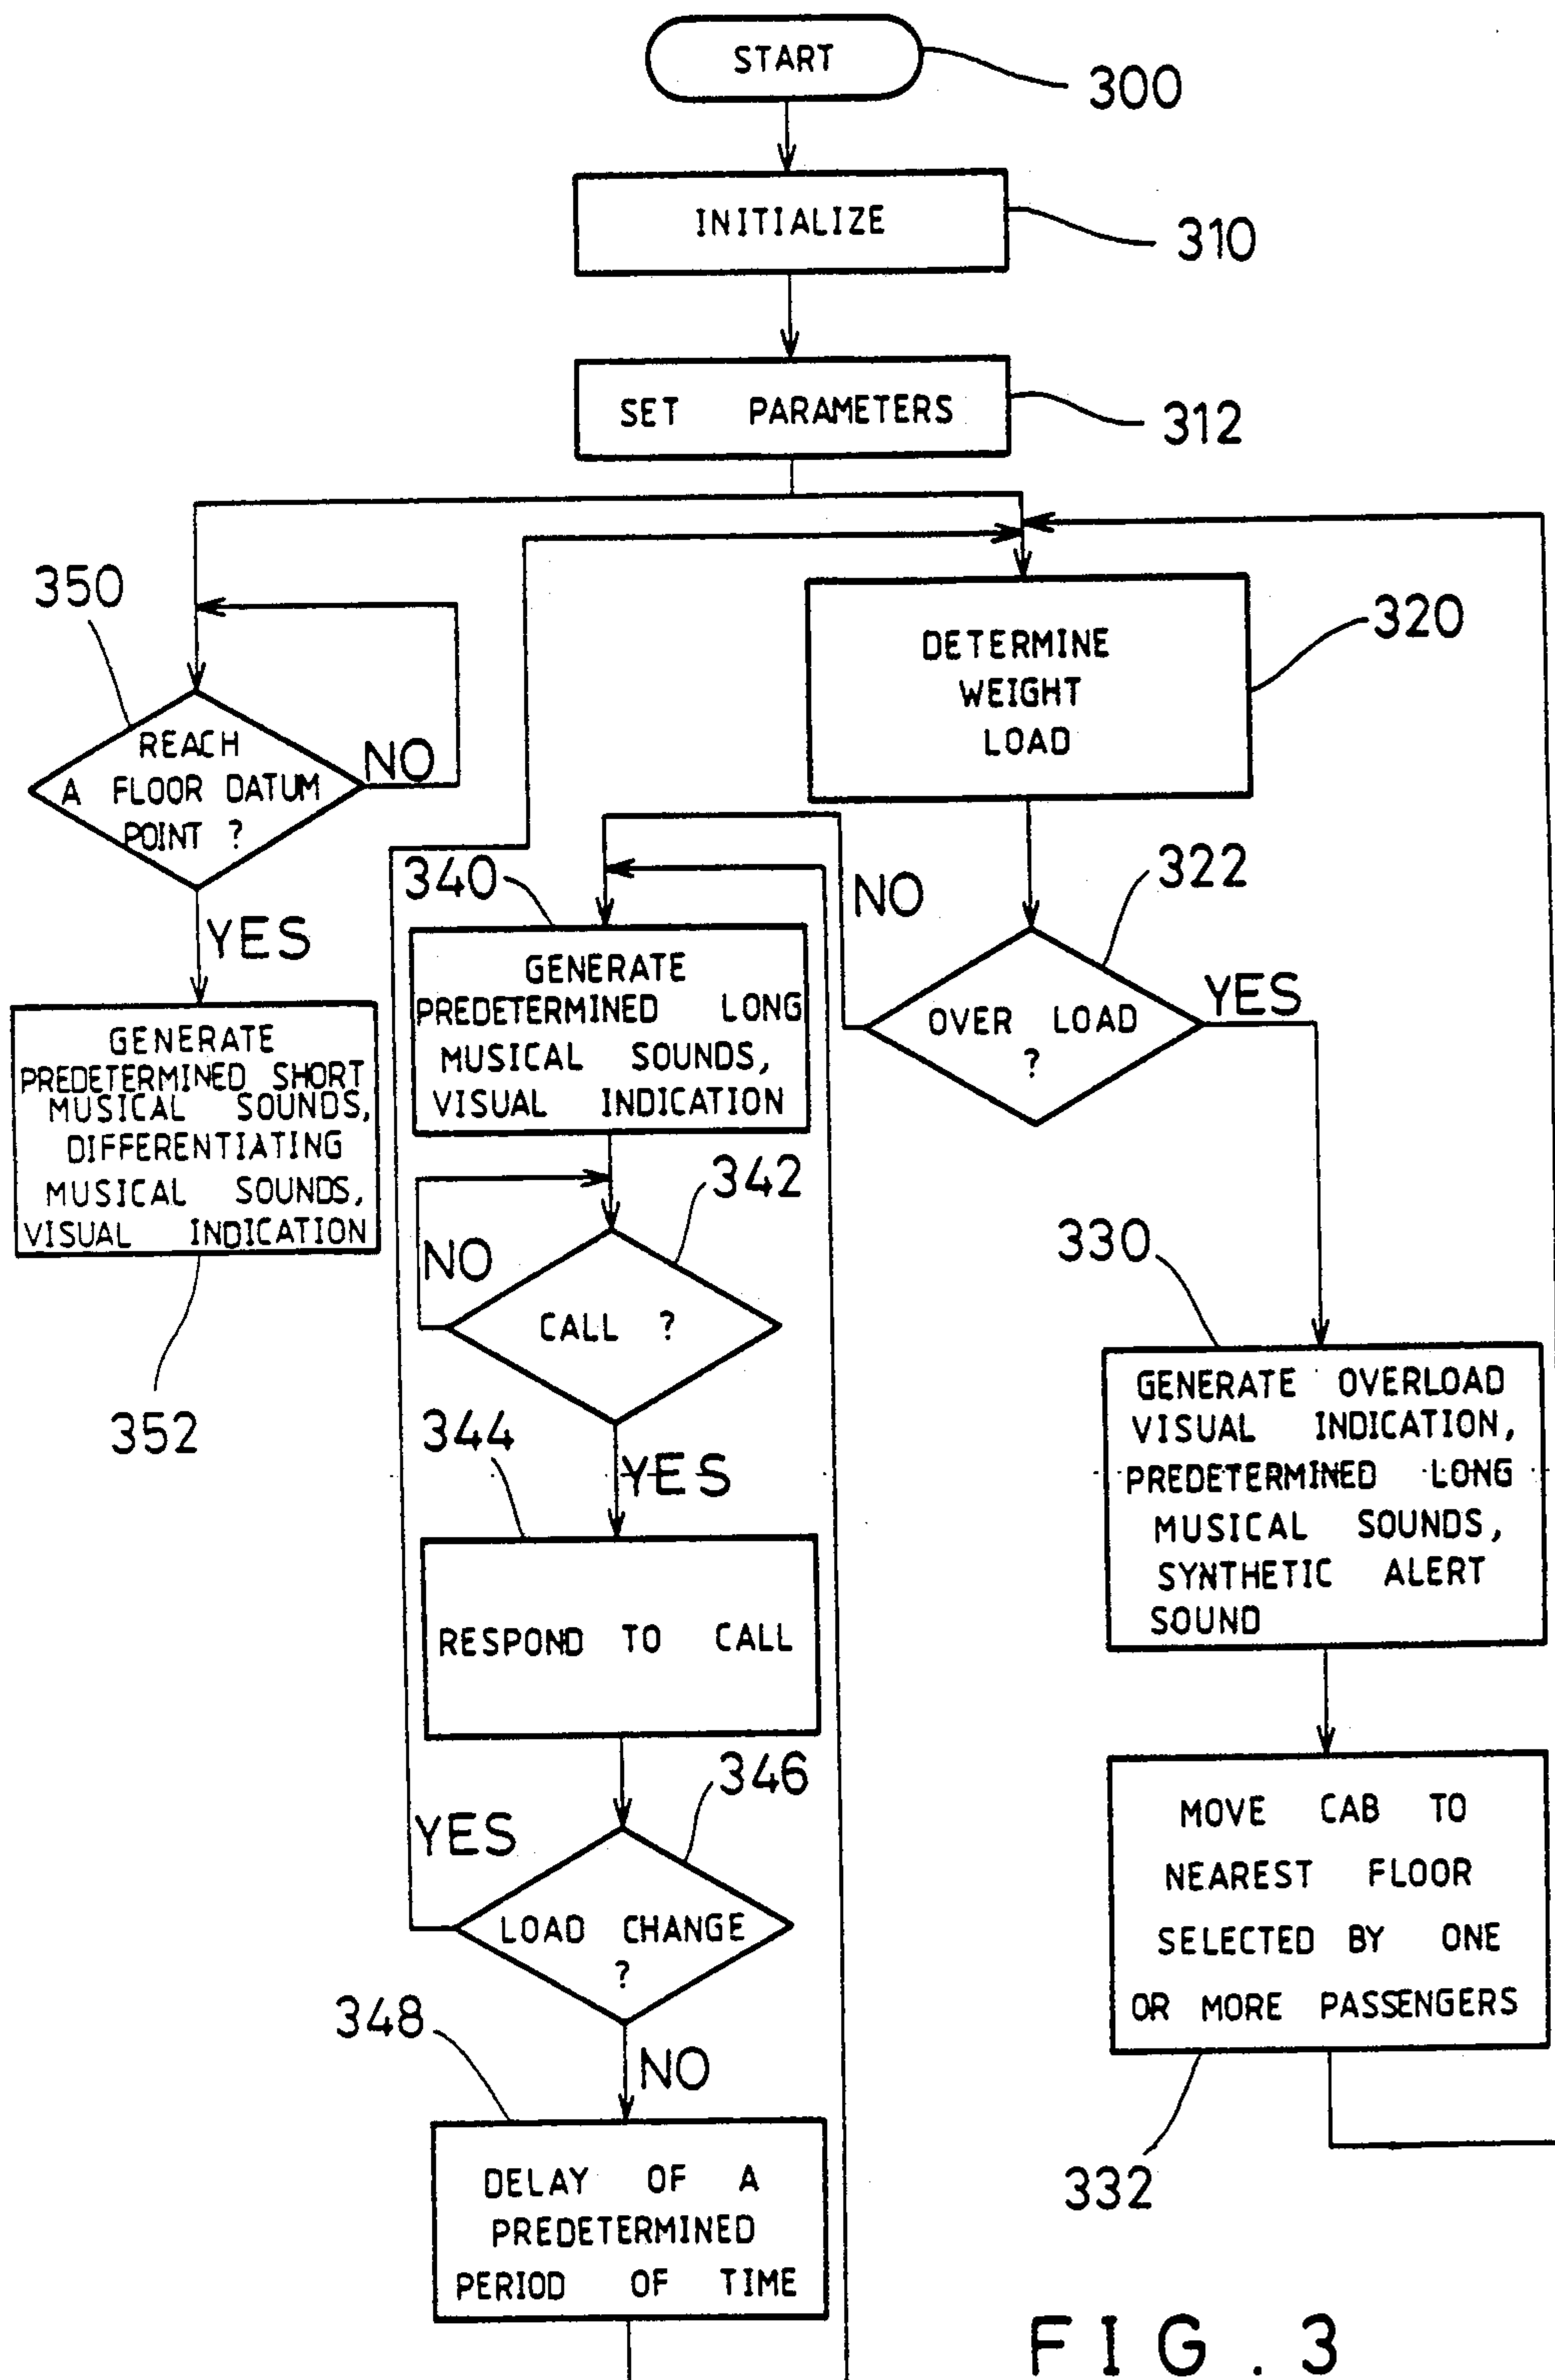 START
300
INITIALIZE
310
SET PARAMETERS
312
350
REACH
A FLOOR DATUM
POINT ?
NO
YES
GENERATE
PREDETERMINED SHORT
MUSICAL SOUNDS,
DIFFERENTIATING
MUSICAL SOUNDS,
VISUAL INDICATION
352
DETERMINE
WEIGHT
LOAD
320
322
OVER LOAD
?
NO
YES
340
GENERATE
PREDETERMINED LONG
MUSICAL SOUNDS,
VISUAL INDICATION
342
CALL ?
NO
YES
344
RESPOND TO CALL
346
LOAD CHANGE
?
YES
NO
348
DELAY OF A
PREDETERMINED
PERIOD OF TIME
330
GENERATE OVERLOAD
VISUAL INDICATION,
PREDETERMINED LONG
MUSICAL SOUNDS,
SYNTHETIC ALERT
SOUND
MOVE CAB TO
NEAREST FLOOR
SELECTED BY ONE
OR MORE PASSENGERS
332
FIG. 3